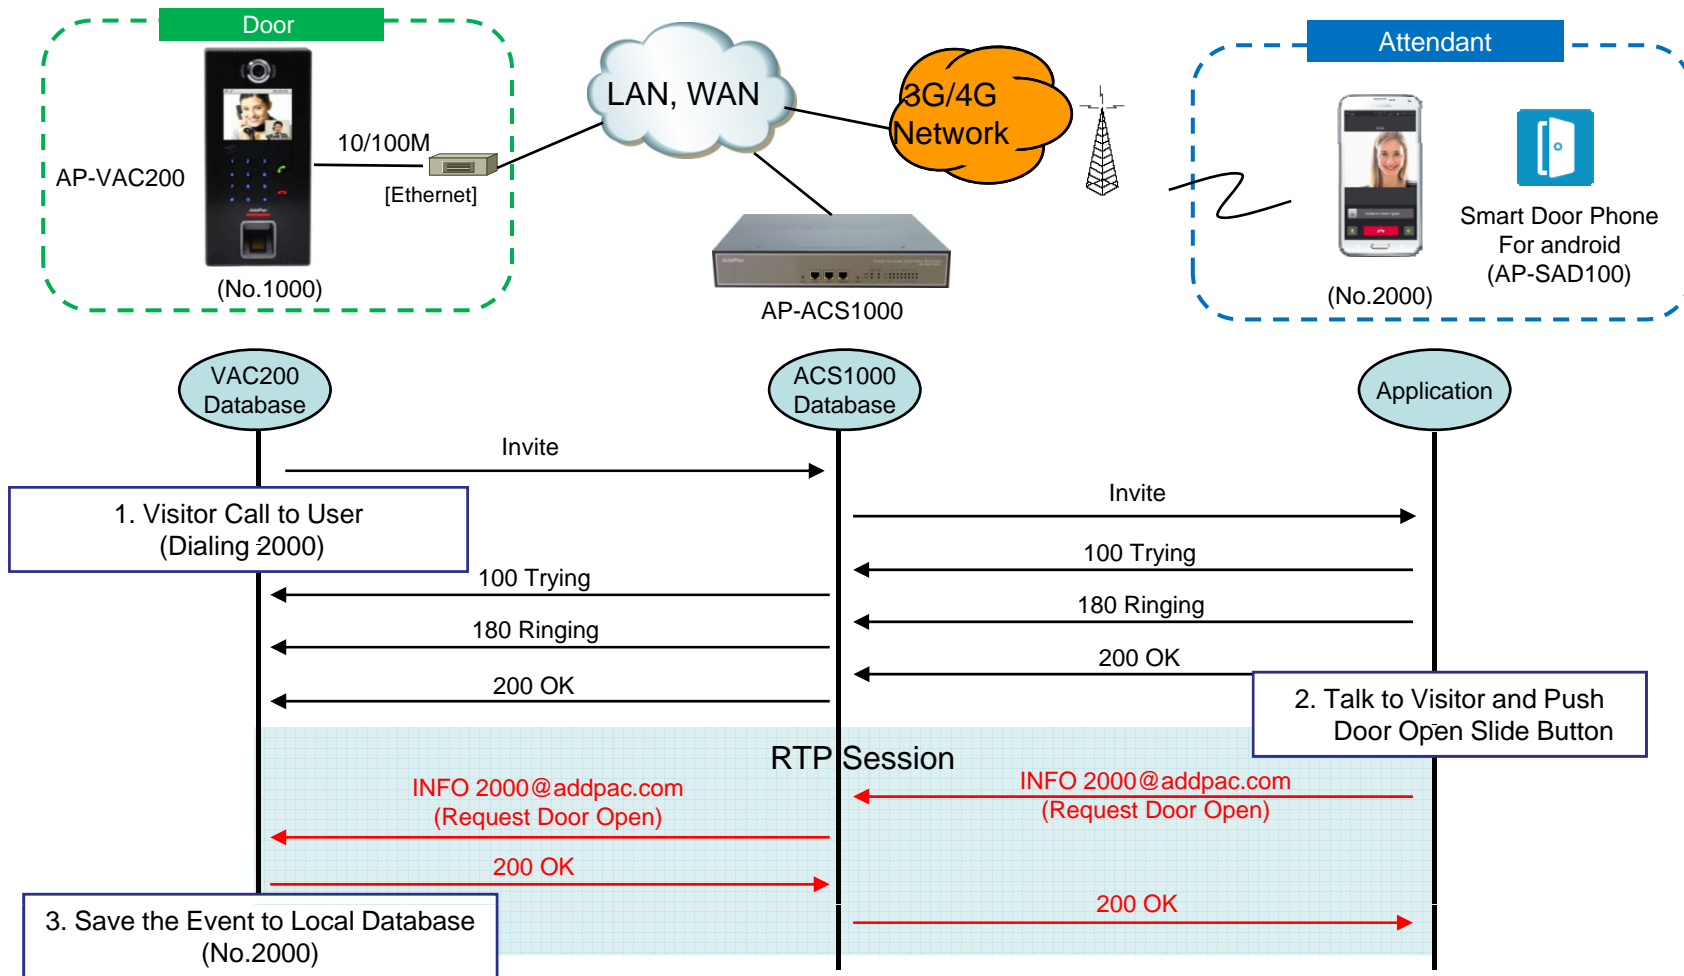 Door
Attendant
LAN, WAN
3G/4G
Network
10/100M
AP-VAC200
[Ethernet]
Smart Door Phone
For android
(AP-SAD100)
(No.1000)
(No.2000)
AP-ACS1000
VAC200
Database
ACS1000
Database
Application
Invite
Invite
1. Visitor Call to User
(Dialing 2000)
100 Trying
100 Trying
180 Ringing
180 Ringing
200 OK
200 OK
2. Talk to Visitor and Push
Door Open Slide Button
RTP Session
INFO 2000@addpac.com
(Request Door Open)
INFO 2000@addpac.com
(Request Door Open)
200 OK
200 OK
3. Save the Event to Local Database
(No.2000)